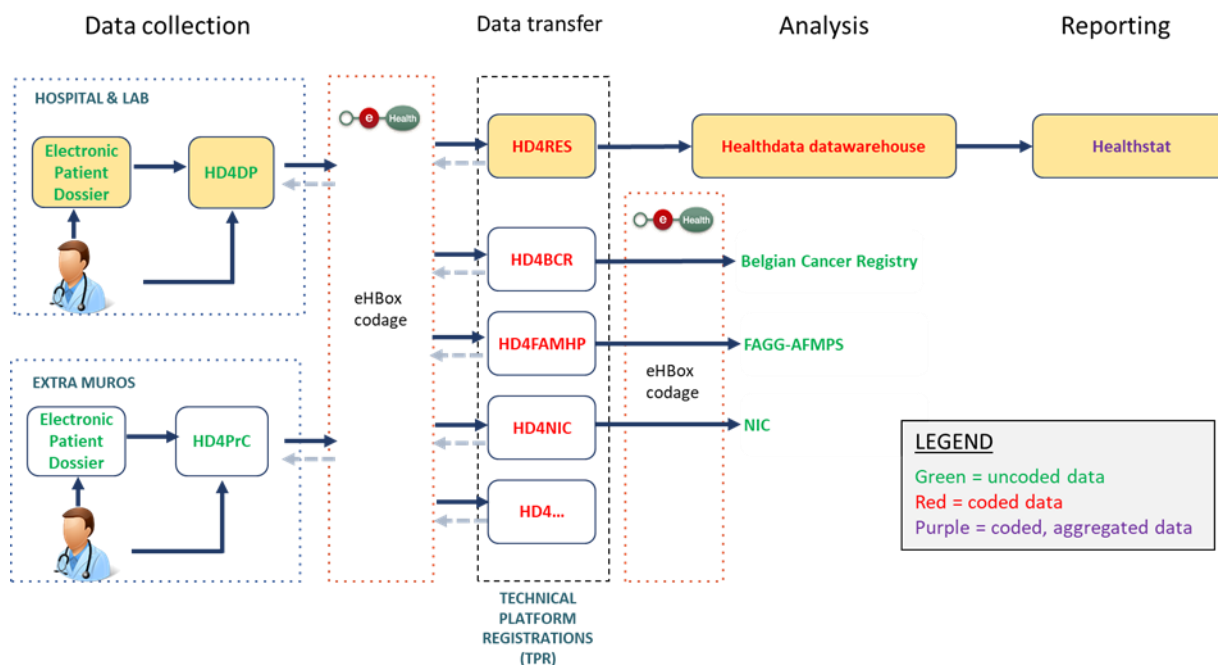 Data collection
Data transfer
Analysis
Reporting
HOSPITAL & LAB
Electronic
Patient
Dossier
HD4DP
e
Health
HD4RES
Healthdata datawarehouse
Healthstat
e
Health
HD4BCR
Belgian Cancer Registry
eHBox
codage
HD4FAMHP
FAGG-AFMPS
eHBox
codage
EXTRA MUROS
Electronic
Patient
Dossier
HD4PrC
HD4NIC
NIC
HD4...
TECHNICAL
PLATFORM
REGISTRATIONS
(TPR)
LEGEND
Green = uncoded data
Red = coded data
Purple = coded, aggregated data